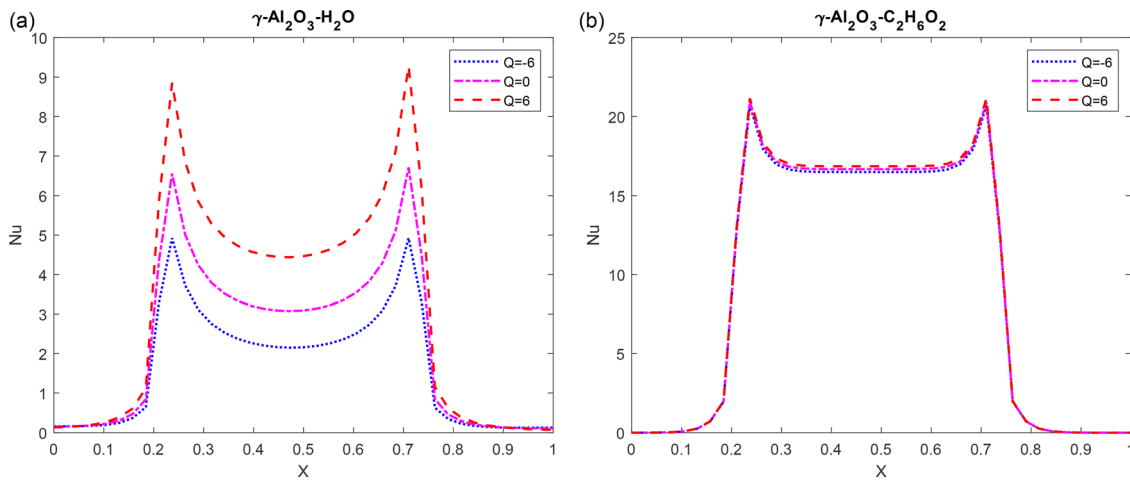 (a)
γ-Al₂O₃-H₂O
10
9
8
7
6
5
4
3
2
1
0
Nu
0 0.1 0.2 0.3 0.4 0.5 0.6 0.7 0.8 0.9 1
X
Q=-6
Q=0
Q=6
(b)
γ-Al₂O₃-C₂H₆O₂
25
20
15
10
5
0
Nu
0 0.1 0.2 0.3 0.4 0.5 0.6 0.7 0.8 0.9 1
X
Q=-6
Q=0
Q=6